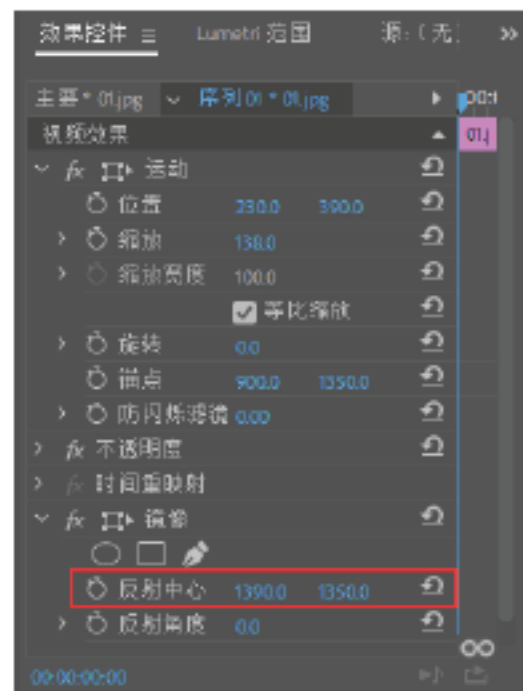 效果控件 Lumetri 范围 源:（无）
主要 * 01.jpg 序列 01 * 01.jpg 00:0
视频效果 01.j
fx 运动
位置 230.0 390.0
缩放 138.0
缩放宽度 100.0
等比缩放
旋转 0.0
锚点 900.0 1350.0
防闪烁滤镜 0.00
fx 不透明度
fx 时间重映射
fx 镜像
反射中心 1390.0 1350.0
反射角度 0.0
00:00:00:00